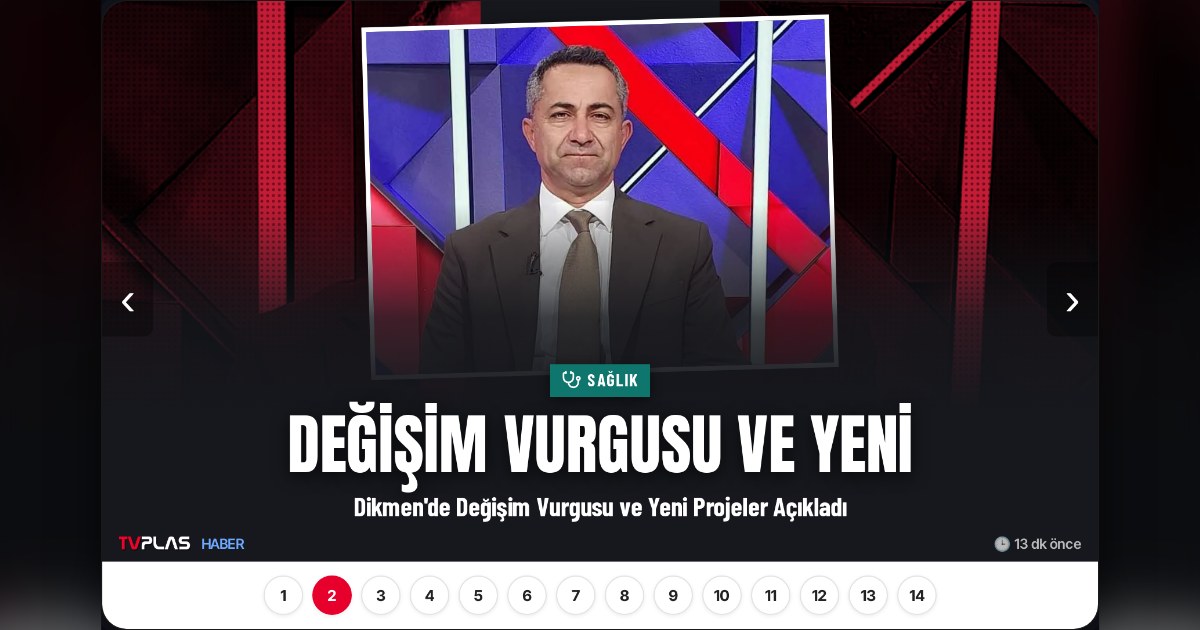 SAĞLIK
DEĞİŞİM VURGUSU VE YENİ
Dikmen'de Değişim Vurgusu ve Yeni Projeler Açıkladı
TVPLAS HABER
13 dk önce
1 2 3 4 5 6 7 8 9 10 11 12 13 14